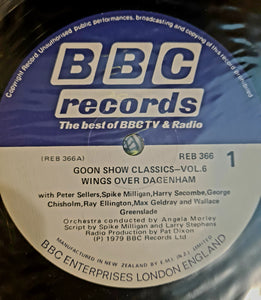 Copyright Record. Unauthorised public performances, broadcasting and copying of this record prohibited.
BBC
records
The best of BBC TV & Radio
(REB 366A)
REB 366
1
GOON SHOW CLASSICS—VOL.6
WINGS OVER DAGENHAM
with Peter Sellers, Spike Milligan, Harry Secombe, George
Chisholm, Ray Ellington, Max Geldray and Wallace
Greenslade
Orchestra conducted by Angela Morley
Script by Spike Milligan and Larry Stephens
Radio Production by Pat Dixon
(P) 1979 BBC Records Ltd
MANUFACTURED IN NEW ZEALAND BY E.M.I. (N.Z.) LIMITED
BBC ENTERPRISES LONDON ENGLAND